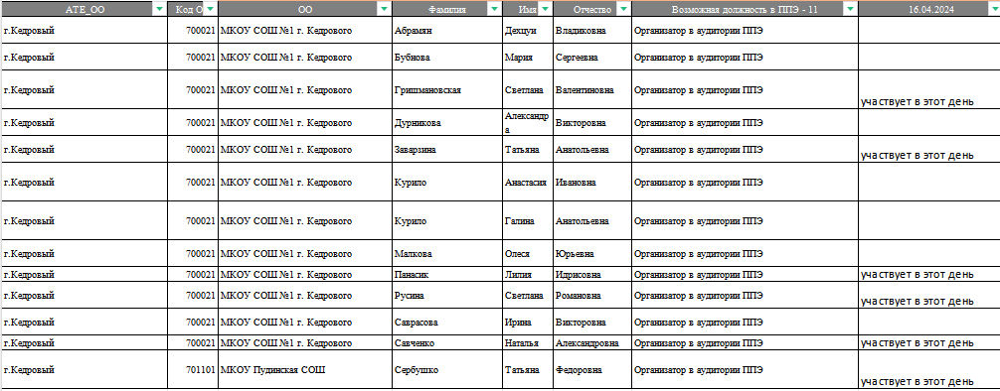 АТЕ_ОО Код О ОО Фамилия Имя Отчество Возможная должность в ППЭ - 11 16.04.2024
г.Кедровый 700021 МКОУ СОШ №1 г. Кедрового Абрамян Дехцун Владиковна Организатор в аудитории ППЭ
г.Кедровый 700021 МКОУ СОШ №1 г. Кедрового Бубнова Мария Сергеевна Организатор в аудитории ППЭ
г.Кедровый 700021 МКОУ СОШ №1 г. Кедрового Гришмановская Светлана Валентиновна Организатор в аудитории ППЭ участвует в этот день
г.Кедровый 700021 МКОУ СОШ №1 г. Кедрового Дурникова Александр
а Викторовна Организатор в аудитории ППЭ
г.Кедровый 700021 МКОУ СОШ №1 г. Кедрового Заварзина Татьяна Анатольевна Организатор в аудитории ППЭ участвует в этот день
г.Кедровый 700021 МКОУ СОШ №1 г. Кедрового Курило Анастасия Ивановна Организатор в аудитории ППЭ
г.Кедровый 700021 МКОУ СОШ №1 г. Кедрового Курило Галина Анатольевна Организатор в аудитории ППЭ
г.Кедровый 700021 МКОУ СОШ №1 г. Кедрового Малкова Олеся Юрьевна Организатор в аудитории ППЭ
г.Кедровый 700021 МКОУ СОШ №1 г. Кедрового Панасик Лилия Идрисовна Организатор в аудитории ППЭ участвует в этот день
г.Кедровый 700021 МКОУ СОШ №1 г. Кедрового Русина Светлана Романовна Организатор в аудитории ППЭ участвует в этот день
г.Кедровый 700021 МКОУ СОШ №1 г. Кедрового Саврасова Ирина Викторовна Организатор в аудитории ППЭ
г.Кедровый 700021 МКОУ СОШ №1 г. Кедрового Савченко Наталья Александровна Организатор в аудитории ППЭ участвует в этот день
г.Кедровый 701101 МКОУ Пудинская СОШ Сербушко Татьяна Федоровна Организатор в аудитории ППЭ участвует в этот день